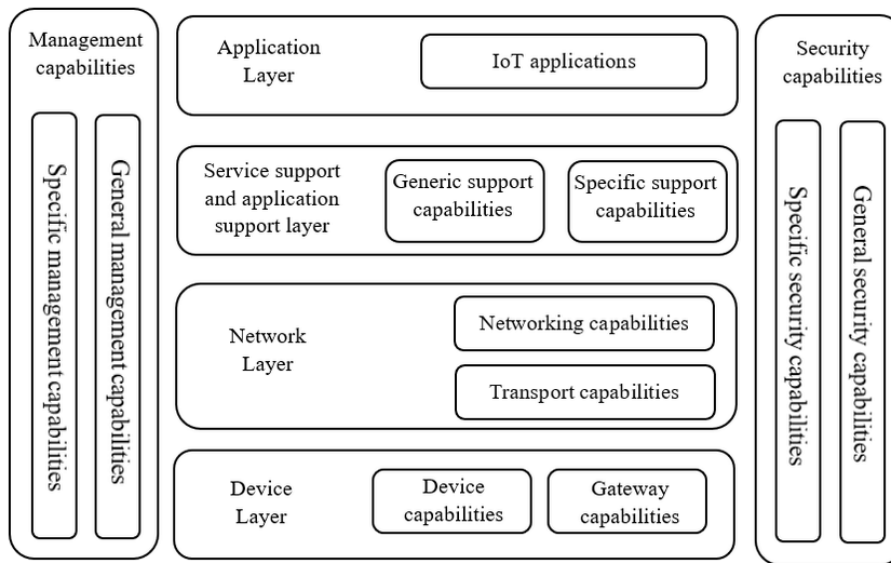 Management
capabilities
Specific management capabilities
General management capabilities
Application
Layer
IoT applications
Service support
and application
support layer
Generic support
capabilities
Specific support
capabilities
Network
Layer
Networking capabilities
Transport capabilities
Device
Layer
Device
capabilities
Gateway
capabilities
Security
capabilities
Specific security capabilities
General security capabilities